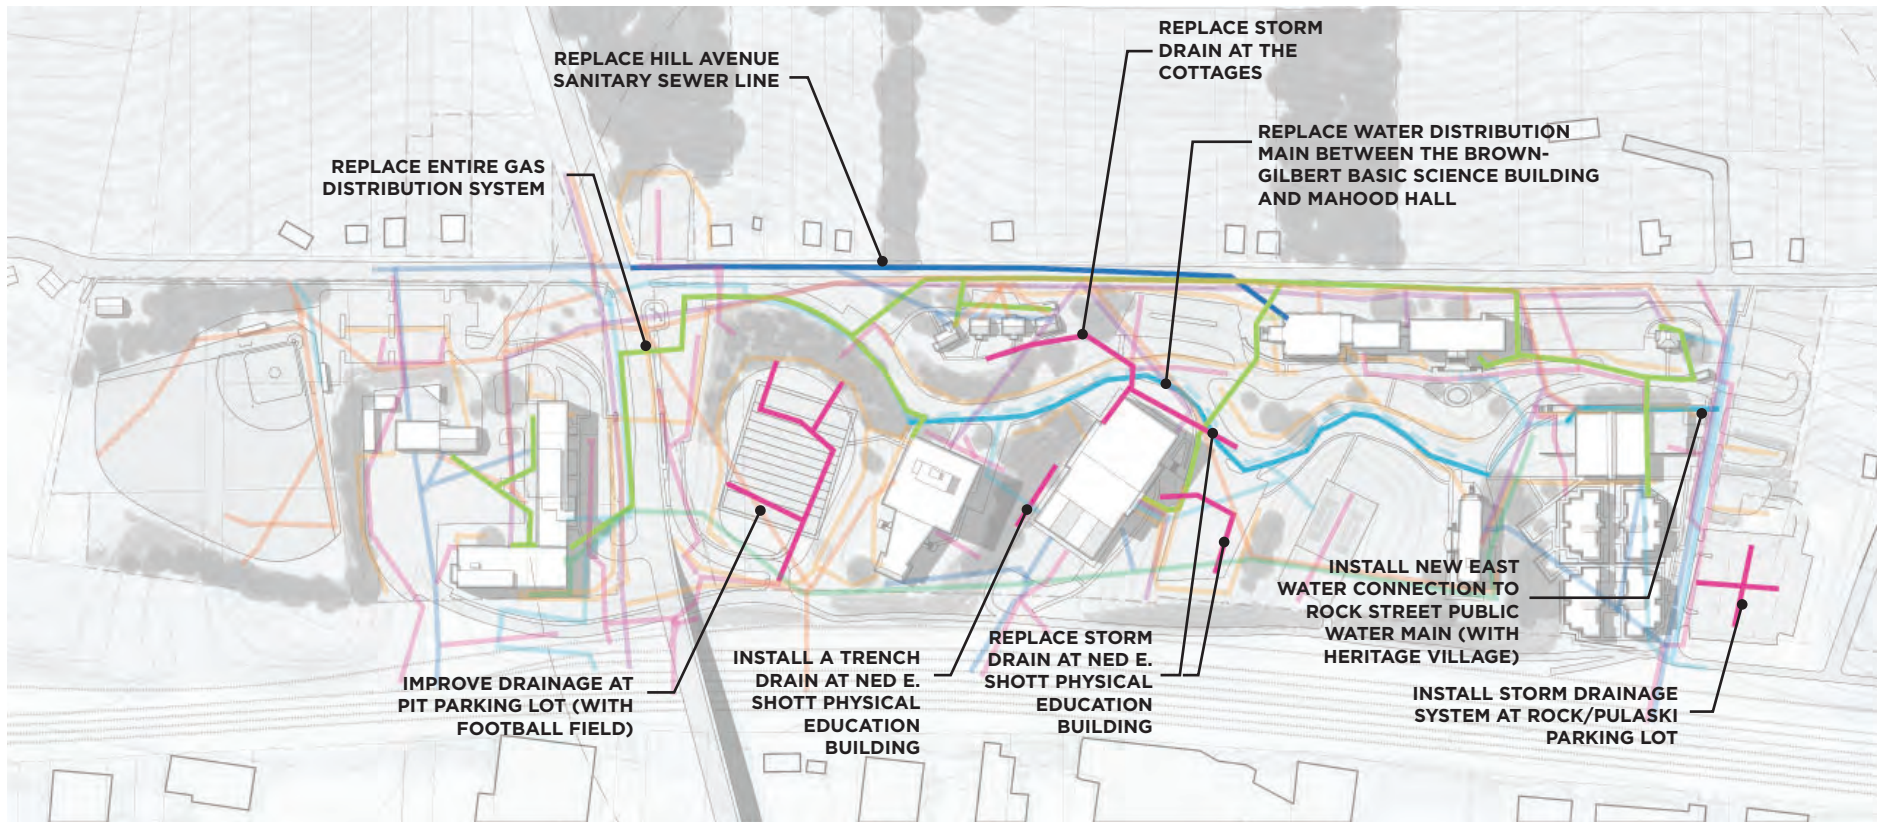 REPLACE STORM
DRAIN AT THE
COTTAGES
REPLACE HILL AVENUE
SANITARY SEWER LINE
REPLACE WATER DISTRIBUTION
MAIN BETWEEN THE BROWN-
GILBERT BASIC SCIENCE BUILDING
AND MAHOOD HALL
REPLACE ENTIRE GAS
DISTRIBUTION SYSTEM
INSTALL NEW EAST
WATER CONNECTION TO
ROCK STREET PUBLIC
WATER MAIN (WITH
HERITAGE VILLAGE)
REPLACE STORM
DRAIN AT NED E.
SHOTT PHYSICAL
EDUCATION
BUILDING
INSTALL A TRENCH
DRAIN AT NED E.
SHOTT PHYSICAL
EDUCATION
BUILDING
IMPROVE DRAINAGE AT
PIT PARKING LOT (WITH
FOOTBALL FIELD)
INSTALL STORM DRAINAGE
SYSTEM AT ROCK/PULASKI
PARKING LOT